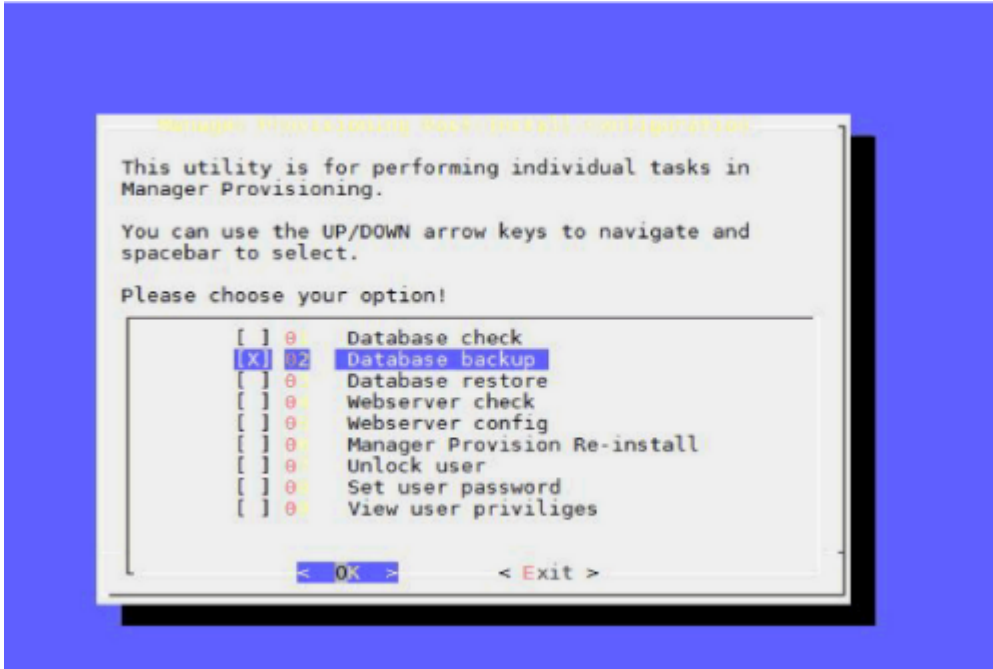 Manager Provisioning
This utility is for performing individual tasks in
Manager Provisioning.
You can use the UP/DOWN arrow keys to navigate and
spacebar to select.
Please choose your option!
[ ] 0 Database check
[X] 02 Database backup
[ ] 0 Database restore
[ ] 0 Webserver check
[ ] 0 Webserver config
[ ] 0 Manager Provision Re-install
[ ] 0 Unlock user
[ ] 0 Set user password
[ ] 0 View user priviliges
< OK > < Exit >